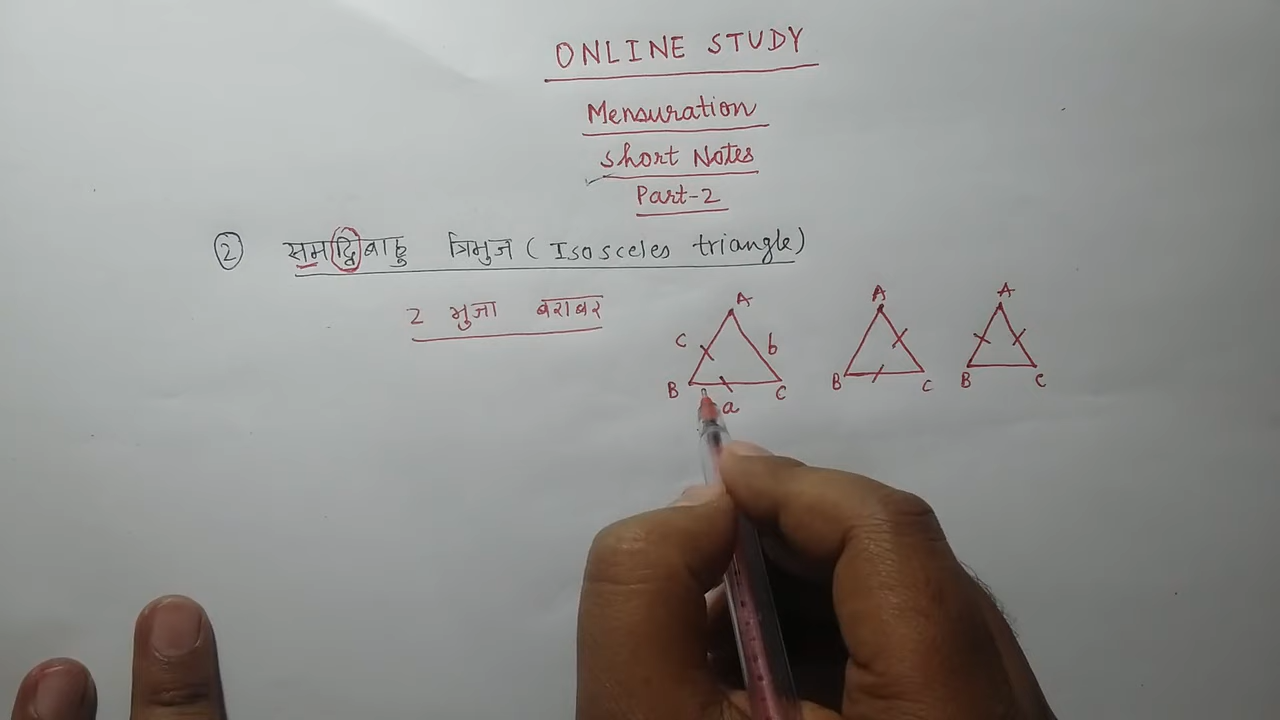 ONLINE STUDY
Mensuration
Short Notes
Part-2
② समद्विबाहु त्रिभुज ( Isosceles triangle)
2 भुजा बराबर
A A A
C b
B C B C B C
a